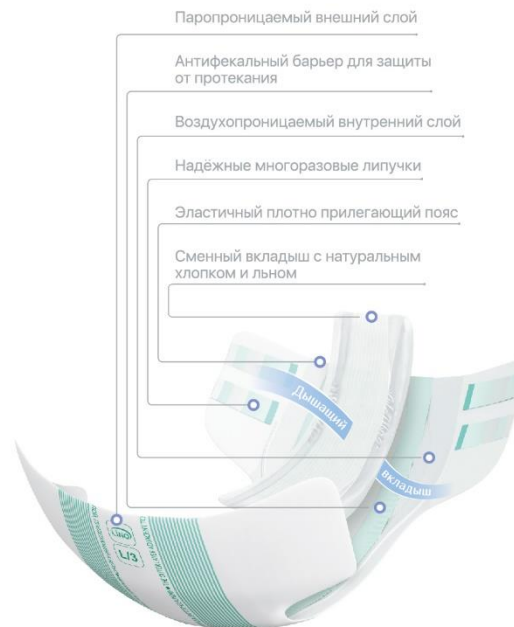 Паропроницаемый внешний слой
Антифекальный барьер для защиты
от протекания
Воздухопроницаемый внутренний слой
Надёжные многоразовые липучки
Эластичный плотно прилегающий пояс
Сменный вкладыш с натуральным
хлопком и льном
Дышащий
вкладыш
L/3